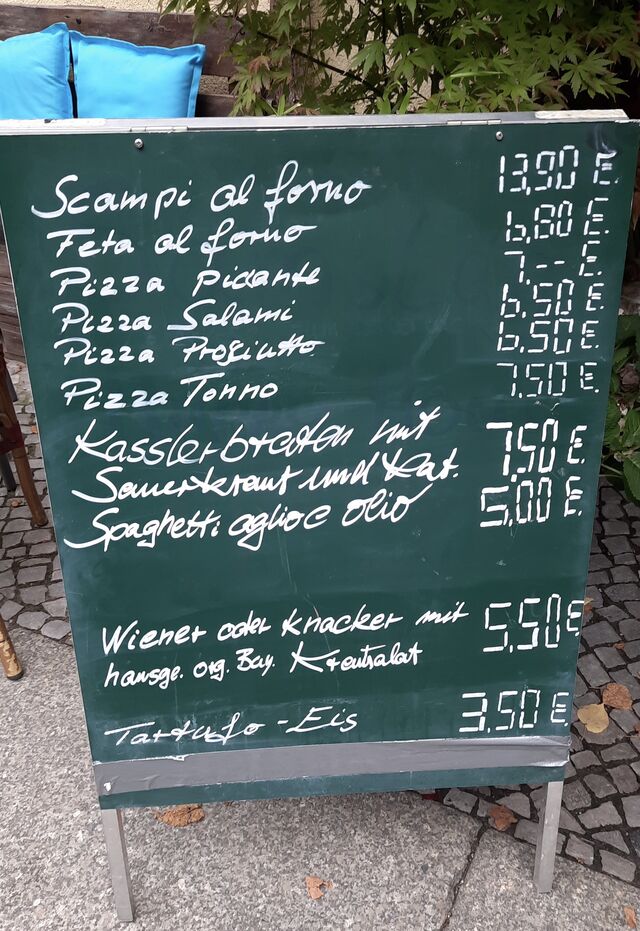 Scampi al forno 13,90 E.
Feta al forno 6,80 E.
Pizza Picante 7,-- E.
Pizza Salami 6,50 E.
Pizza Prosciutto 6,50 E.
Pizza Tonno 7,50 E.
Kasslerbraten mit 7,50 E.
Sauerkraut und Kat.
Spaghetti aglio e olio 5,00 E.
Wiener oder Knacker mit 5,50 E
hausge. org. Bay. Krautsalat
Tartufo-Eis 3,50 E.